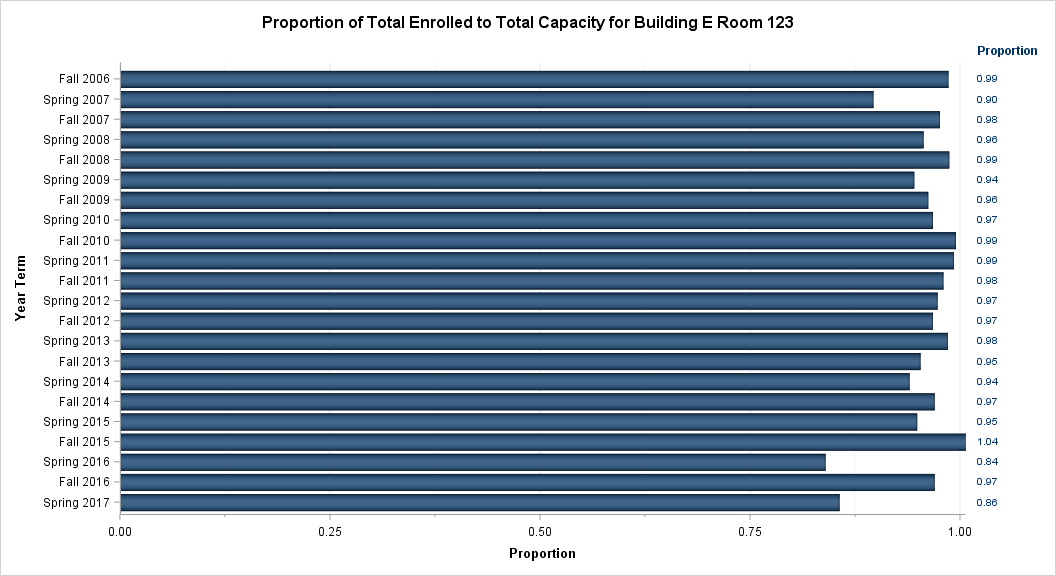 Proportion of Total Enrolled to Total Capacity for Building E Room 123
Proportion
Fall 2006 0.99
Spring 2007 0.90
Fall 2007 0.98
Spring 2008 0.96
Fall 2008 0.99
Spring 2009 0.94
Fall 2009 0.96
Spring 2010 0.97
Fall 2010 0.99
Spring 2011 0.99
Fall 2011 0.98
Spring 2012 0.97
Fall 2012 0.97
Spring 2013 0.98
Fall 2013 0.95
Spring 2014 0.94
Fall 2014 0.97
Spring 2015 0.95
Fall 2015 1.04
Spring 2016 0.84
Fall 2016 0.97
Spring 2017 0.86
Year Term
0.00 0.25 0.50 0.75 1.00
Proportion